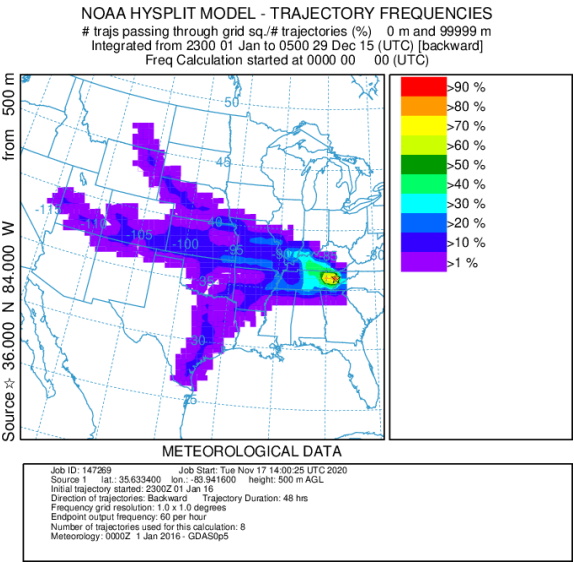 NOAA HYSPLIT MODEL - TRAJECTORY FREQUENCIES
# trajs passing through grid sq./# trajectories (%) 0 m and 99999 m
Integrated from 2300 01 Jan to 0500 29 Dec 15 (UTC) [backward]
Freq Calculation started at 0000 00 00 (UTC)
Source ☆ 36.000 N 84.000 W from 500 m
50
45
-115
-110
-105
-100
40
-95
-90
-85
-80
35
30
25
>90 %
>80 %
>70 %
>60 %
>50 %
>40 %
>30 %
>20 %
>10 %
>1 %
METEOROLOGICAL DATA
Job ID: 147269 Job Start: Tue Nov 17 14:00:25 UTC 2020
Source 1 lat.: 35.633400 lon.: -83.941600 height: 500 m AGL
Initial trajectory started: 2300Z 01 Jan 16
Direction of trajectories: Backward Trajectory Duration: 48 hrs
Frequency grid resolution: 1.0 x 1.0 degrees
Endpoint output frequency: 60 per hour
Number of trajectories used for this calculation: 8
Meteorology: 0000Z 1 Jan 2016 - GDAS0p5